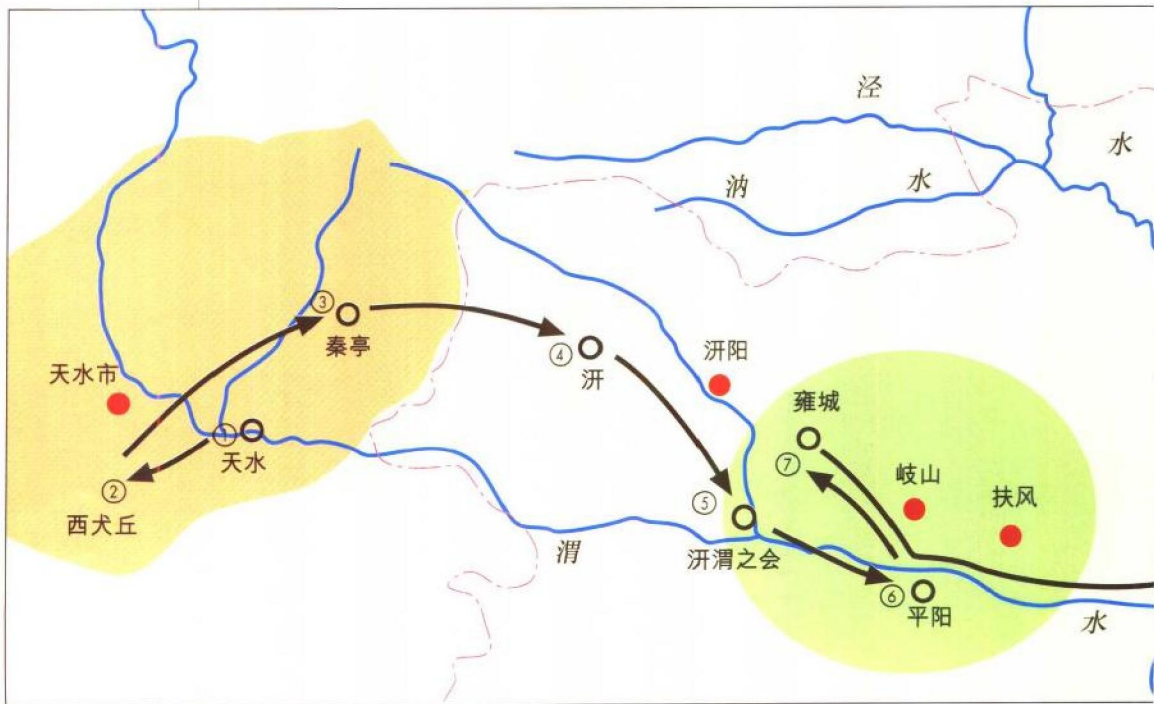 泾
水
汭 水
③
秦亭
④
汧
汧阳
天水市
①
天水
②
西犬丘
雍城
⑦
岐山
扶风
⑤
汧渭之会
渭
⑥
平阳
水